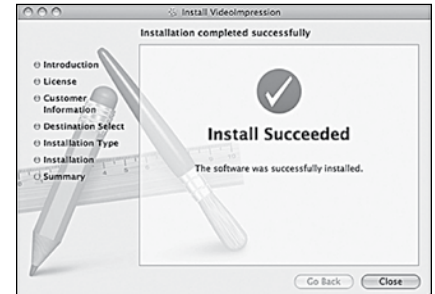 Install VideoImpression
Installation completed successfully
Introduction
License
Customer
Information
Destination Select
Installation Type
Installation
Summary
Install Succeeded
The software was successfully installed.
Go Back
Close